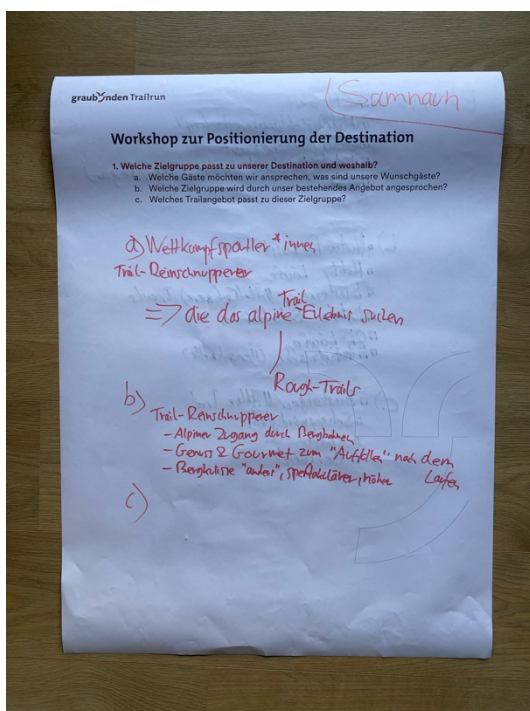 graubünden Trailrun
Samnaun
Workshop zur Positionierung der Destination
1. Welche Zielgruppe passt zu unserer Destination und weshalb?
a. Welche Gäste möchten wir ansprechen, was sind unsere Wunschgäste?
b. Welche Zielgruppe wird durch unser bestehendes Angebot angesprochen?
c. Welches Trailangebot passt zu dieser Zielgruppe?
a) Wettkampfsportler*innen
Trail-Reinschnupperer
=> die das alpine Trail-Erlebnis suchen
Rough-Trails
b)
Trail-Reinschnupperer
- Alpiner Zugang durch Bergbahnen
- Genuss & Gourmet zum "Auffüllen" nach dem Laufen
- Bergkulisse "anders", spektakulärer, höher
c)